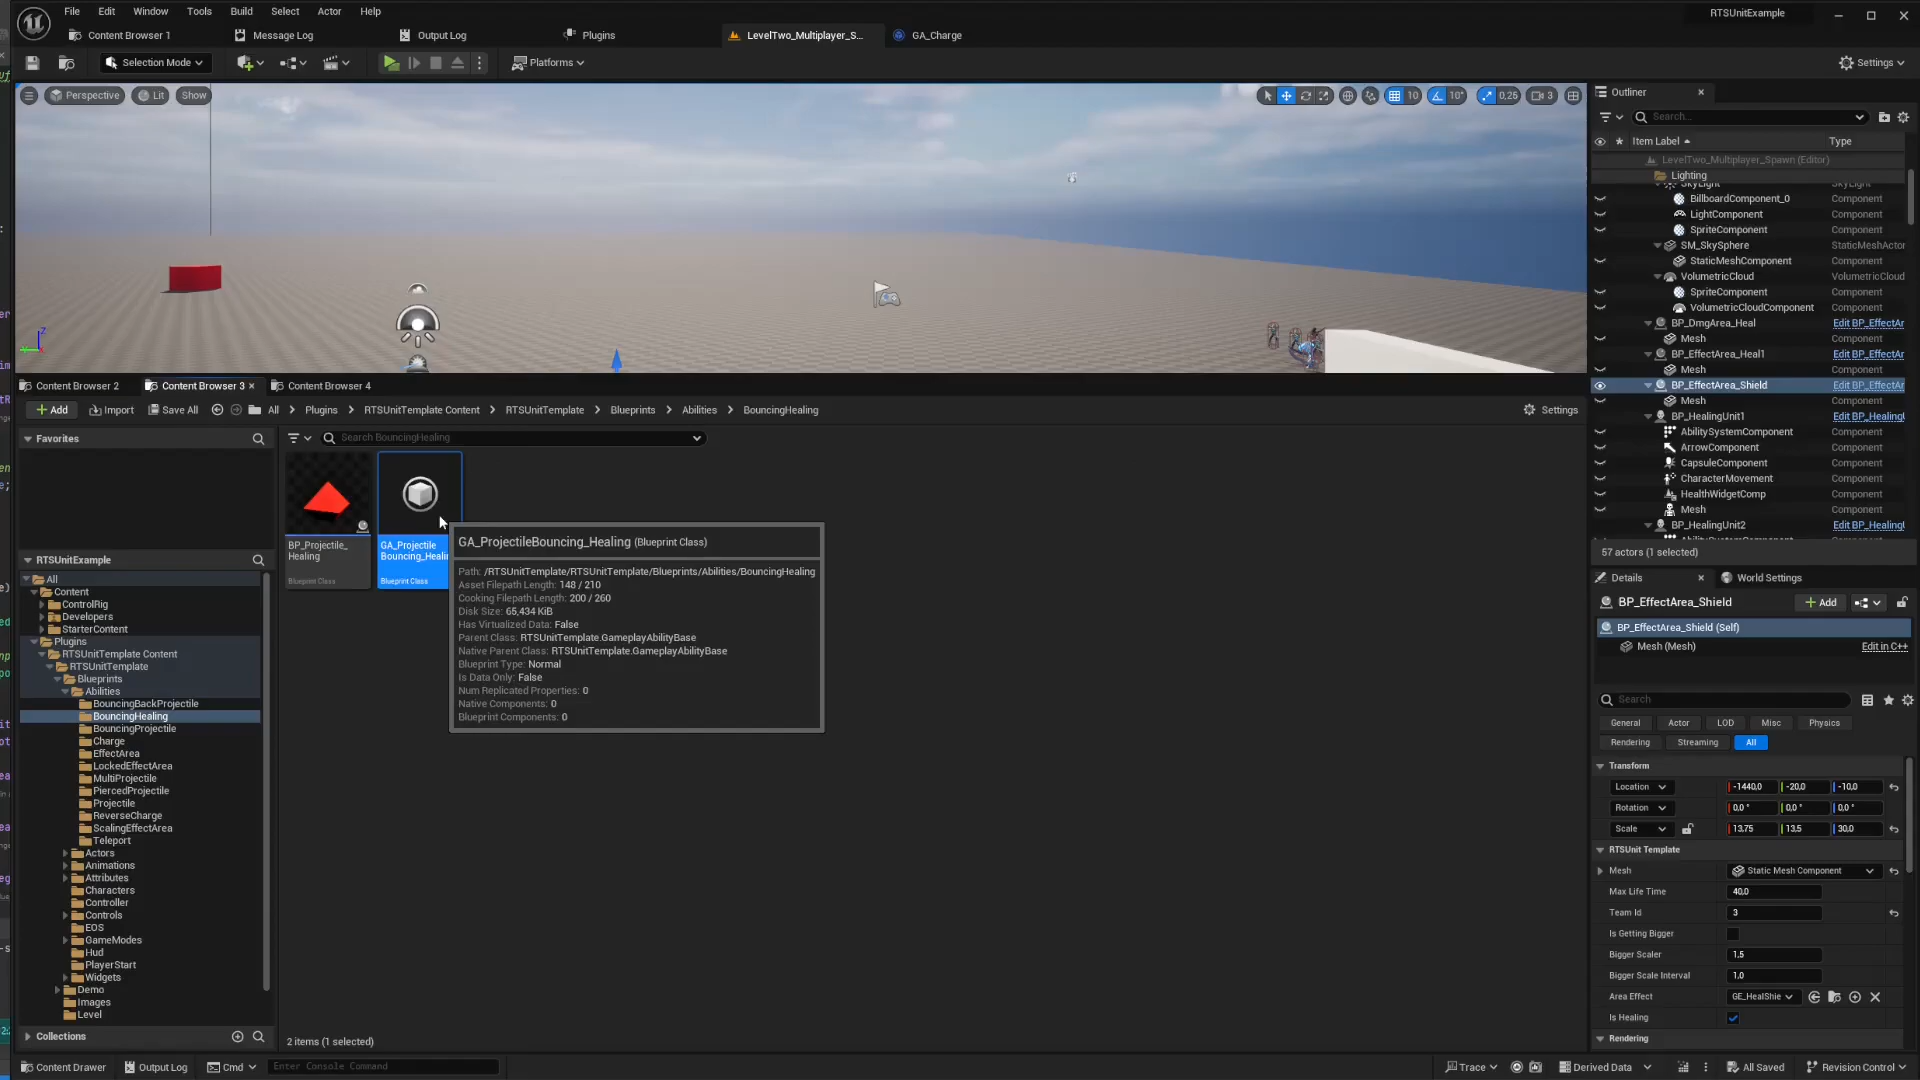 File Edit Window Tools Build Select Actor Help
RTSUnitExample
Content Browser 1 Message Log Output Log Plugins LevelTwo_Multiplayer_S... GA_Charge
Selection Mode Platforms Settings
Perspective Lit Show 10 10° 0,25 3
Outliner
Search...
Item Label Type
LevelTwo_Multiplayer_Spawn (Editor)
Lighting
SkyLight SkyLight
BillboardComponent_0 Component
LightComponent Component
SpriteComponent Component
SM_SkySphere StaticMeshActor
StaticMeshComponent Component
VolumetricCloud VolumetricCloud
SpriteComponent Component
VolumetricCloudComponent Component
BP_DmgArea_Heal Edit BP_EffectAr
Mesh Component
BP_EffectArea_Heal1 Edit BP_EffectAr
Mesh Component
BP_EffectArea_Shield Edit BP_EffectAr
Mesh Component
BP_HealingUnit1 Edit BP_Healing
AbilitySystemComponent Component
ArrowComponent Component
CapsuleComponent Component
CharacterMovement Component
HealthWidgetComp Component
Mesh Component
BP_HealingUnit2 Edit BP_Healing
57 actors (1 selected)
Content Browser 2 Content Browser 3 Content Browser 4
Add Import Save All All Plugins RTSUnitTemplate Content RTSUnitTemplate Blueprints Abilities BouncingHealing Settings
Favorites
Search BouncingHealing
BP_Projectile_
Healing
Blueprint Class
GA_Projectile
Bouncing_Healin
Blueprint Class
GA_ProjectileBouncing_Healing (Blueprint Class)
Path: /RTSUnitTemplate/RTSUnitTemplate/Blueprints/Abilities/BouncingHealing
Asset Filepath Length: 148 / 210
Cooking Filepath Length: 200 / 260
Disk Size: 65,434 KiB
Has Virtualized Data: False
Parent Class: RTSUnitTemplate.GameplayAbilityBase
Native Parent Class: RTSUnitTemplate.GameplayAbilityBase
Blueprint Type: Normal
Is Data Only: False
Num Replicated Properties: 0
Native Components: 0
Blueprint Components: 0
RTSUnitExample
All
Content
ControlRig
Developers
StarterContent
Plugins
RTSUnitTemplate Content
RTSUnitTemplate
Blueprints
Abilities
BouncingBackProjectile
BouncingHealing
BouncingProjectile
Charge
EffectArea
LockedEffectArea
MultiProjectile
PiercedProjectile
Projectile
ReverseCharge
ScalingEffectArea
Teleport
Actors
Animations
Attributes
Characters
Controller
Controls
EOS
GameModes
Hud
PlayerStart
Widgets
Demo
Images
Level
Collections
2 items (1 selected)
Details World Settings
BP_EffectArea_Shield Add
BP_EffectArea_Shield (Self)
Mesh (Mesh) Edit in C++
Search
General Actor LOD Misc Physics
Rendering Streaming All
Transform
Location -1440,0 -20,0 -10,0
Rotation 0,0 ° 0,0 ° 0,0 °
Scale 13,75 13,5 30,0
RTSUnit Template
Mesh Static Mesh Component
Max Life Time 40,0
Team Id 3
Is Getting Bigger
Bigger Scaler 1,5
Bigger Scale Interval 1,0
Area Effect GE_HealShie
Is Healing
Rendering
Content Drawer Output Log Cmd Enter Console Command Trace Derived Data All Saved Revision Control